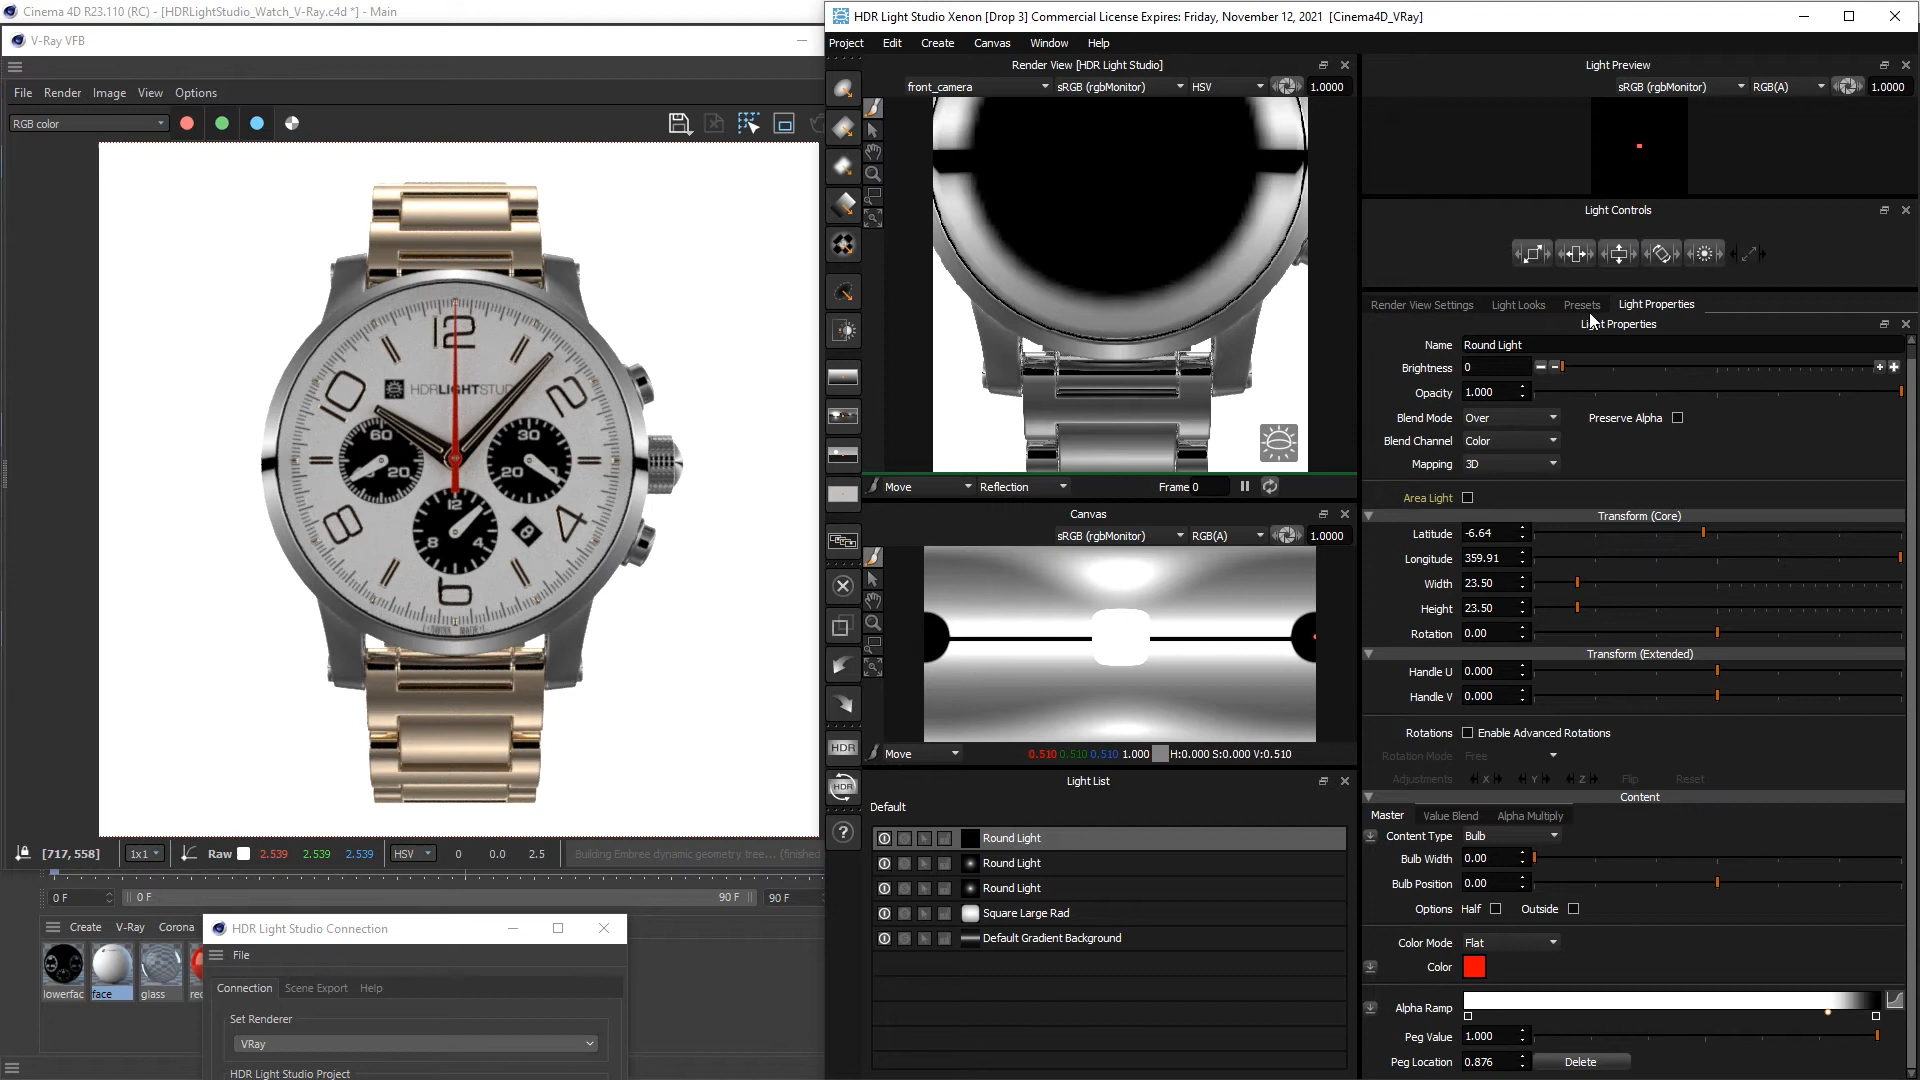 Cinema 4D R23.110 (RC) - [HDRLightStudio_Watch_V-Ray.c4d *] - Main
V-Ray VFB
File Render Image View Options
RGB color
12
HDRLIGHTSTU
10
2
60
20
30
20
8
4
12
8
4
6
[717, 558]
1x1
Raw
2.539
2.539
2.539
HSV
0
0.0
2.5
Building Embree dynamic geometry tree... (finished
0 F
0 F
90 F
90 F
Create V-Ray Corona
lowerfac
face
glass
HDR Light Studio Connection
File
Connection Scene Export Help
Set Renderer
VRay
HDR Light Studio Project
HDR Light Studio Xenon [Drop 3] Commercial License Expires: Friday, November 12, 2021 [Cinema4D_VRay]
Project Edit Create Canvas Window Help
Render View [HDR Light Studio]
front_camera
sRGB (rgbMonitor)
HSV
1.0000
Move
Reflection
Frame 0
Canvas
sRGB (rgbMonitor)
RGB(A)
1.0000
Move
0.510 0.510 0.510 1.000
H:0.000 S:0.000 V:0.510
HDR
HDR
Light List
Default
Round Light
Round Light
Round Light
Square Large Rad
Default Gradient Background
Light Preview
sRGB (rgbMonitor)
RGB(A)
1.0000
Light Controls
Render View Settings Light Looks Presets Light Properties
Light Properties
Name Round Light
Brightness 0
Opacity 1.000
Blend Mode Over Preserve Alpha
Blend Channel Color
Mapping 3D
Area Light
Transform (Core)
Latitude -6.64
Longitude 359.91
Width 23.50
Height 23.50
Rotation 0.00
Transform (Extended)
Handle U 0.000
Handle V 0.000
Rotations Enable Advanced Rotations
Rotation Mode Free
Adjustments X Y Z Flip Reset
Content
Master Value Blend Alpha Multiply
Content Type Bulb
Bulb Width 0.00
Bulb Position 0.00
Options Half Outside
Color Mode Flat
Color
Alpha Ramp
Peg Value 1.000
Peg Location 0.876 Delete